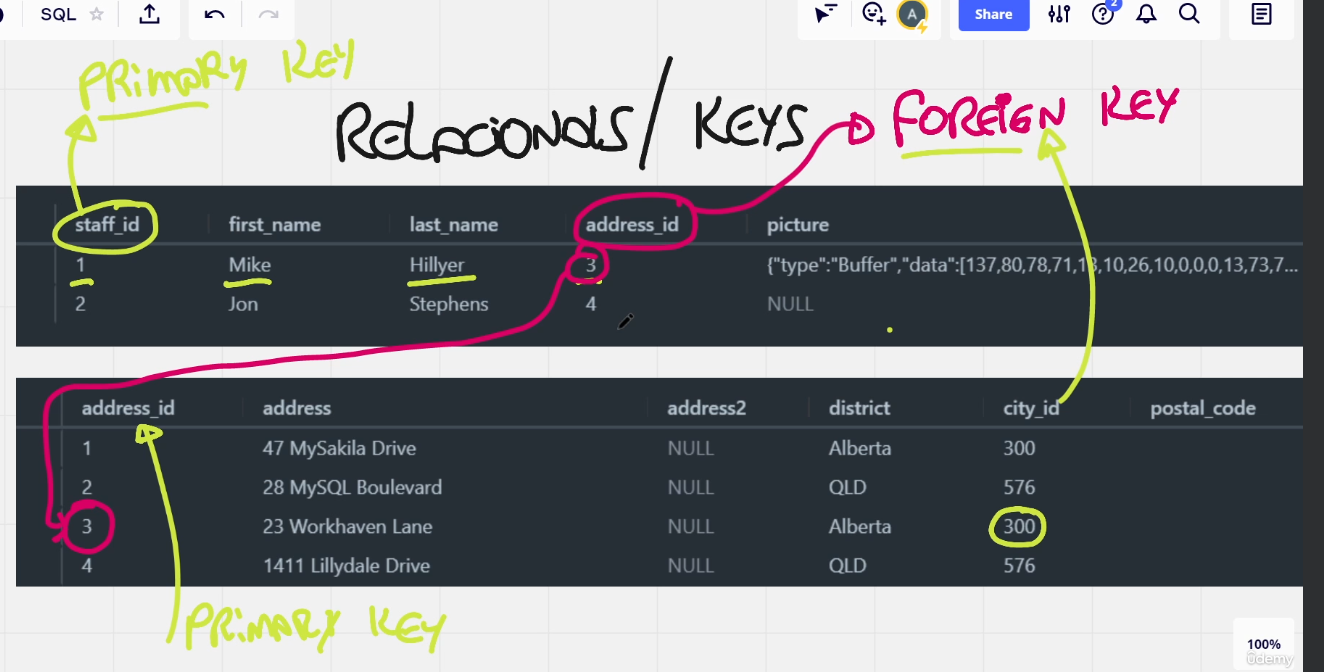 SQL
A
Share
2
PRIMARY KEY
RELACIONALS/ KEYS
FOREIGN KEY
staff_id first_name last_name address_id picture
1 Mike Hillyer 3 {"type":"Buffer","data":[137,80,78,71,13,10,26,10,0,0,0,13,73,7...
2 Jon Stephens 4 NULL
address_id address address2 district city_id postal_code
1 47 MySakila Drive NULL Alberta 300
2 28 MySQL Boulevard NULL QLD 576
3 23 Workhaven Lane NULL Alberta 300
4 1411 Lillydale Drive NULL QLD 576
PRIMARY KEY
100%
ûdemy